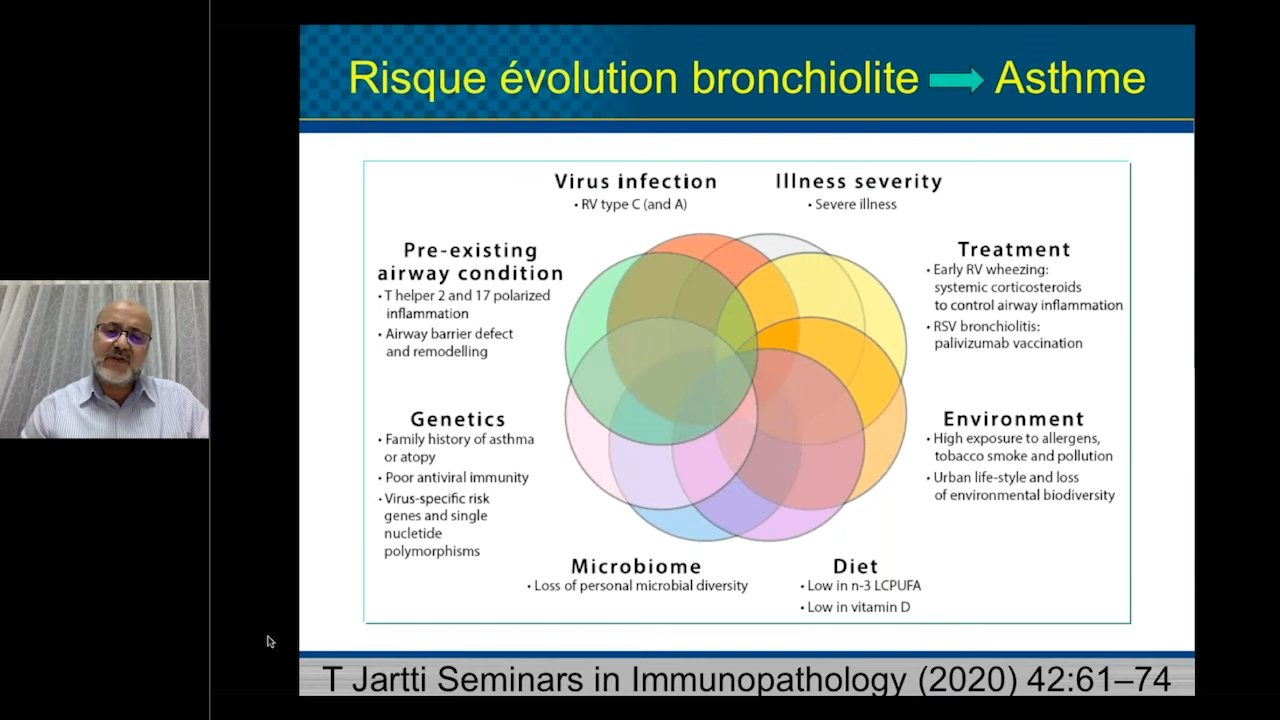 Risque évolution bronchiolite Asthme
Virus infection
• RV type C (and A)
Illness severity
• Severe illness
Pre-existing
airway condition
• T helper 2 and 17 polarized
inflammation
• Airway barrier defect
and remodelling
Treatment
• Early RV wheezing:
systemic corticosteroids
to control airway inflammation
• RSV bronchiolitis:
palivizumab vaccination
Genetics
• Family history of asthma
or atopy
• Poor antiviral immunity
• Virus-specific risk
genes and single
nucletide
polymorphisms
Environment
• High exposure to allergens,
tobacco smoke and pollution
• Urban life-style and loss
of environmental biodiversity
Microbiome
• Loss of personal microbial diversity
Diet
• Low in n-3 LCPUFA
• Low in vitamin D
T Jartti Seminars in Immunopathology (2020) 42:61–74